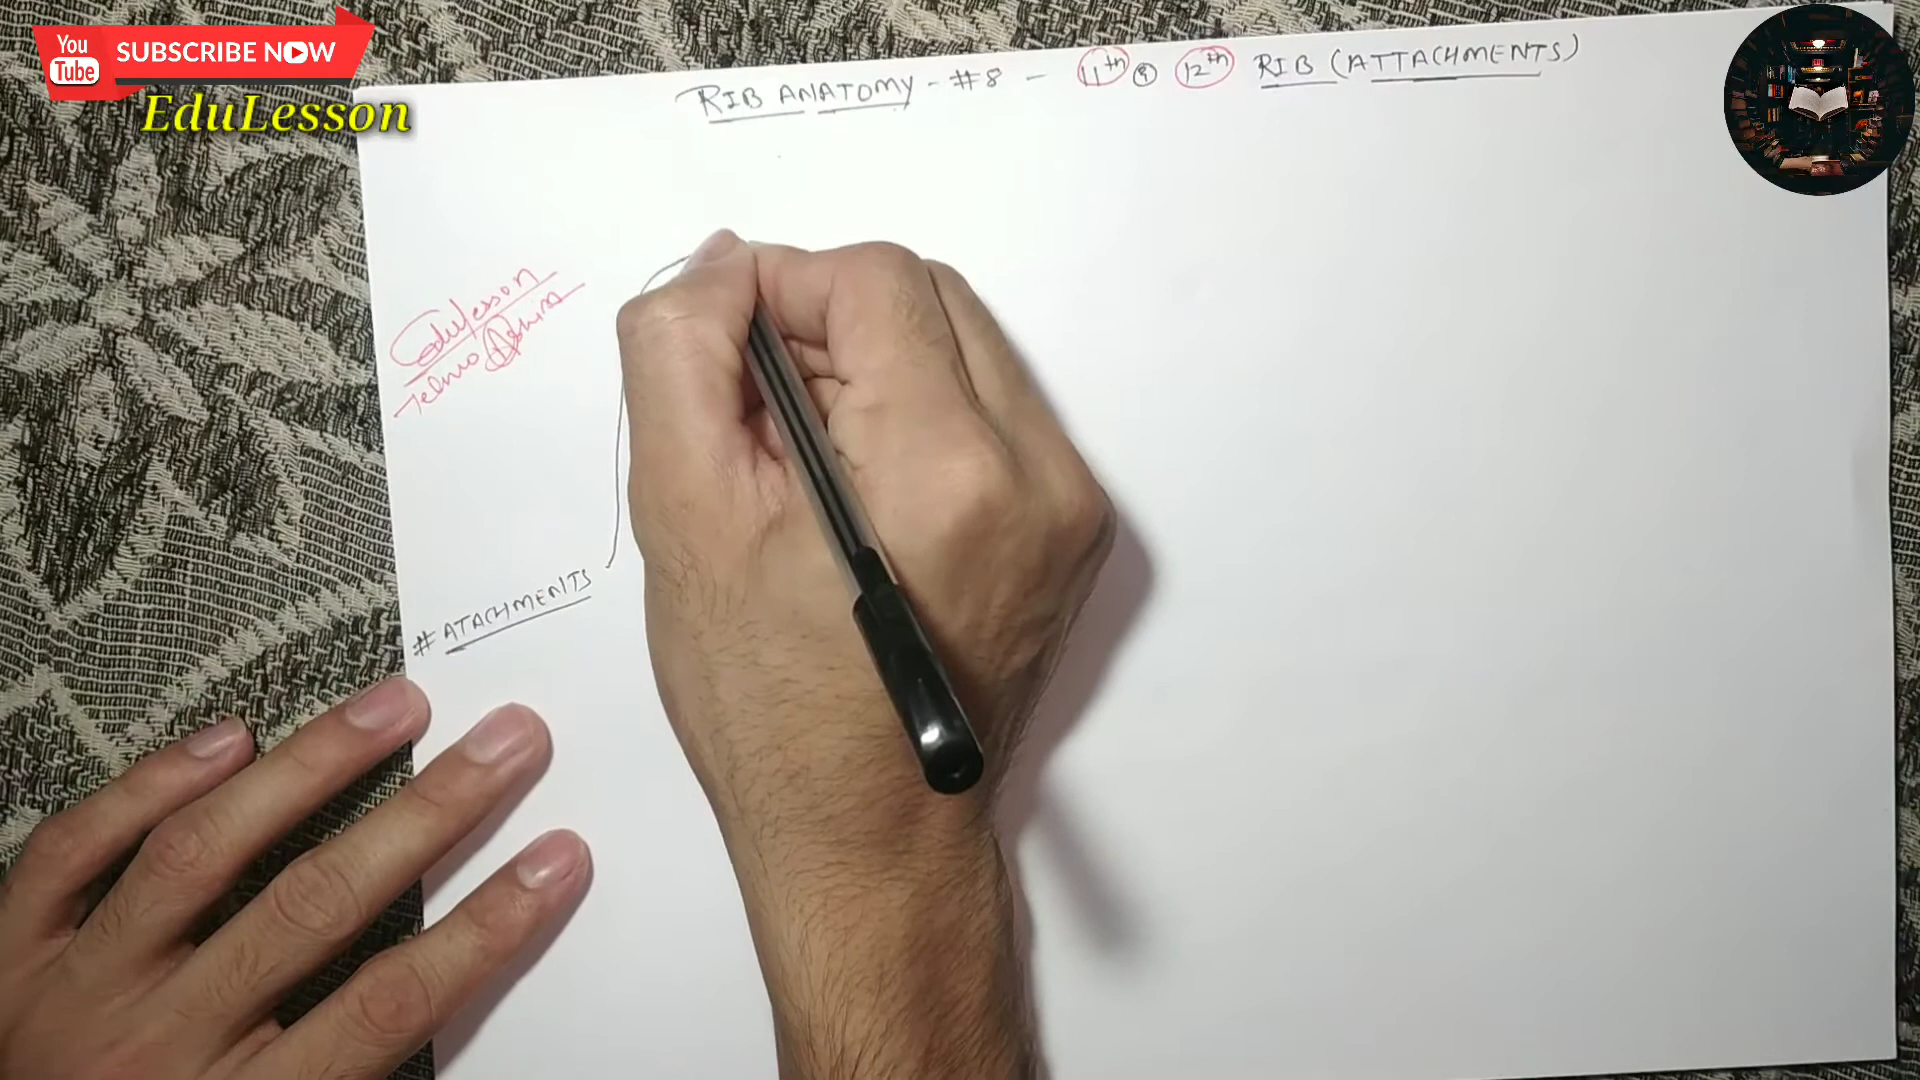 You
Tube
SUBSCRIBE NOW
EduLesson
RIB ANATOMY - #8 - 11th & 12th RIB (ATTACHMENTS)
Edulesson
# ATACHMENTS